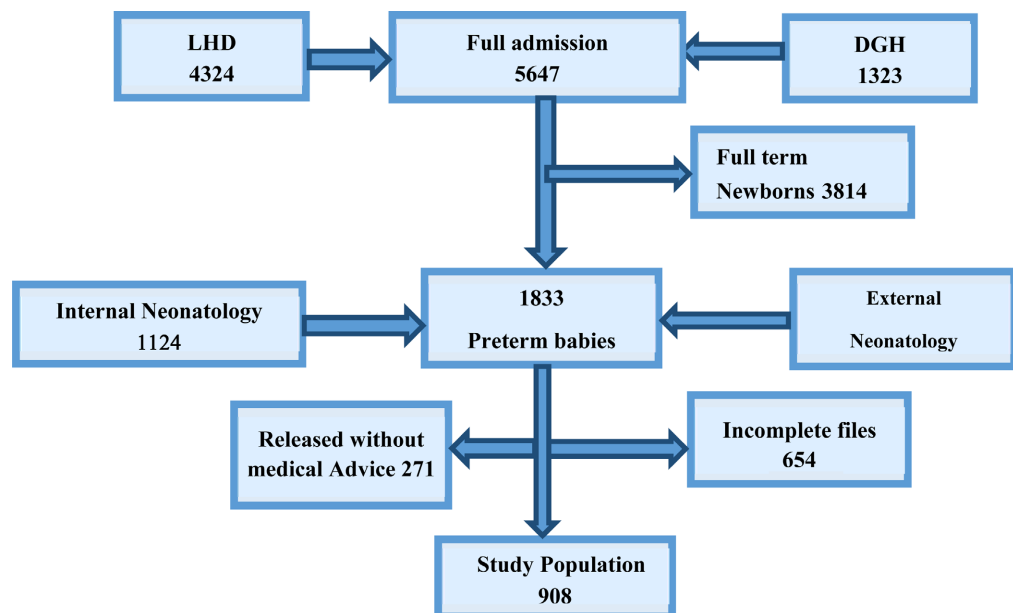 LHD
4324
Full admission
5647
DGH
1323
Full term
Newborns 3814
Internal Neonatology
1124
1833
Preterm babies
External
Neonatology
Released without
medical Advice 271
Incomplete files
654
Study Population
908